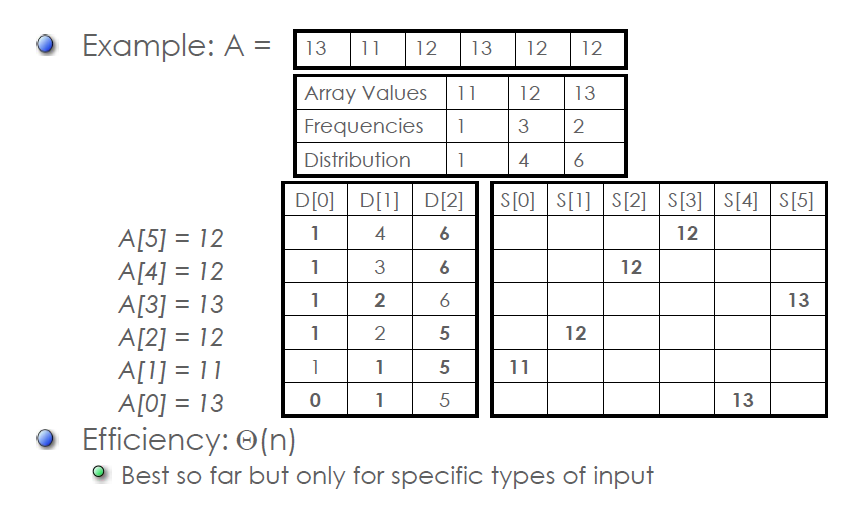 Example: A = 13 11 12 13 12 12
Array Values 11 12 13
Frequencies 1 3 2
Distribution 1 4 6
D[0] D[1] D[2] S[0] S[1] S[2] S[3] S[4] S[5]
A[5] = 12 1 4 6 12
A[4] = 12 1 3 6 12
A[3] = 13 1 2 6 13
A[2] = 12 1 2 5 12
A[1] = 11 1 1 5 11
A[0] = 13 0 1 5 13
Efficiency: Θ(n)
Best so far but only for specific types of input